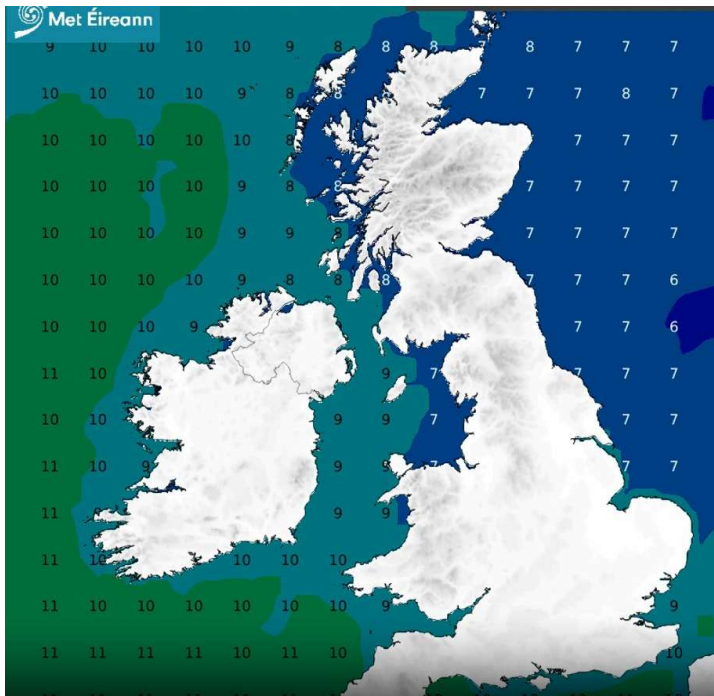 Met Éireann
9 10 10 10 10 9 8 8 8 7 8 7 7 7
10 10 10 10 9 8 8 7 7 7 8 7
10 10 10 10 10 8 7 7 7
10 10 10 10 9 8 8 7 7 7 7
10 10 10 10 9 9 8 7 7 7 7
10 10 10 10 9 8 8 8 7 7 7 6
10 10 10 9 7 7 6
11 10 9 7 7 7
10 10 9 9 7 7 7
11 10 9 9 9 7 7 7
11 9 9
11 10 10 10 10
11 10 10 10 10 10 10 9 9
11 11 11 11 10 11 10 10